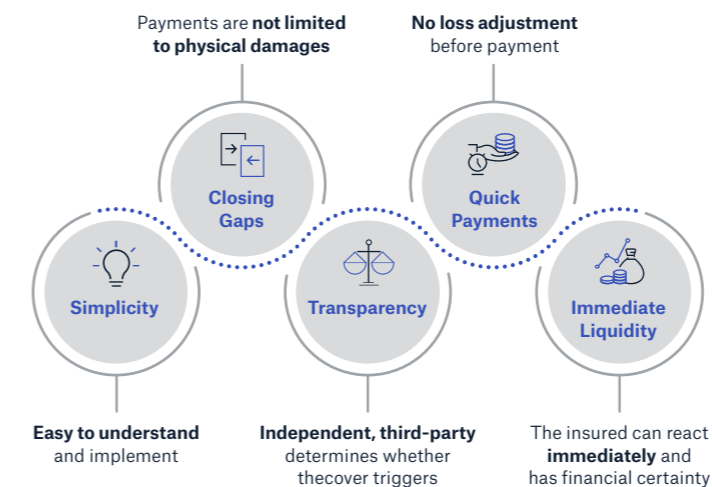 Payments are not limited
to physical damages
No loss adjustment
before payment
Closing
Gaps
Quick
Payments
Simplicity
Transparency
Immediate
Liquidity
Easy to understand
and implement
Independent, third-party
determines whether
thecover triggers
The insured can react
immediately and
has financial certainty